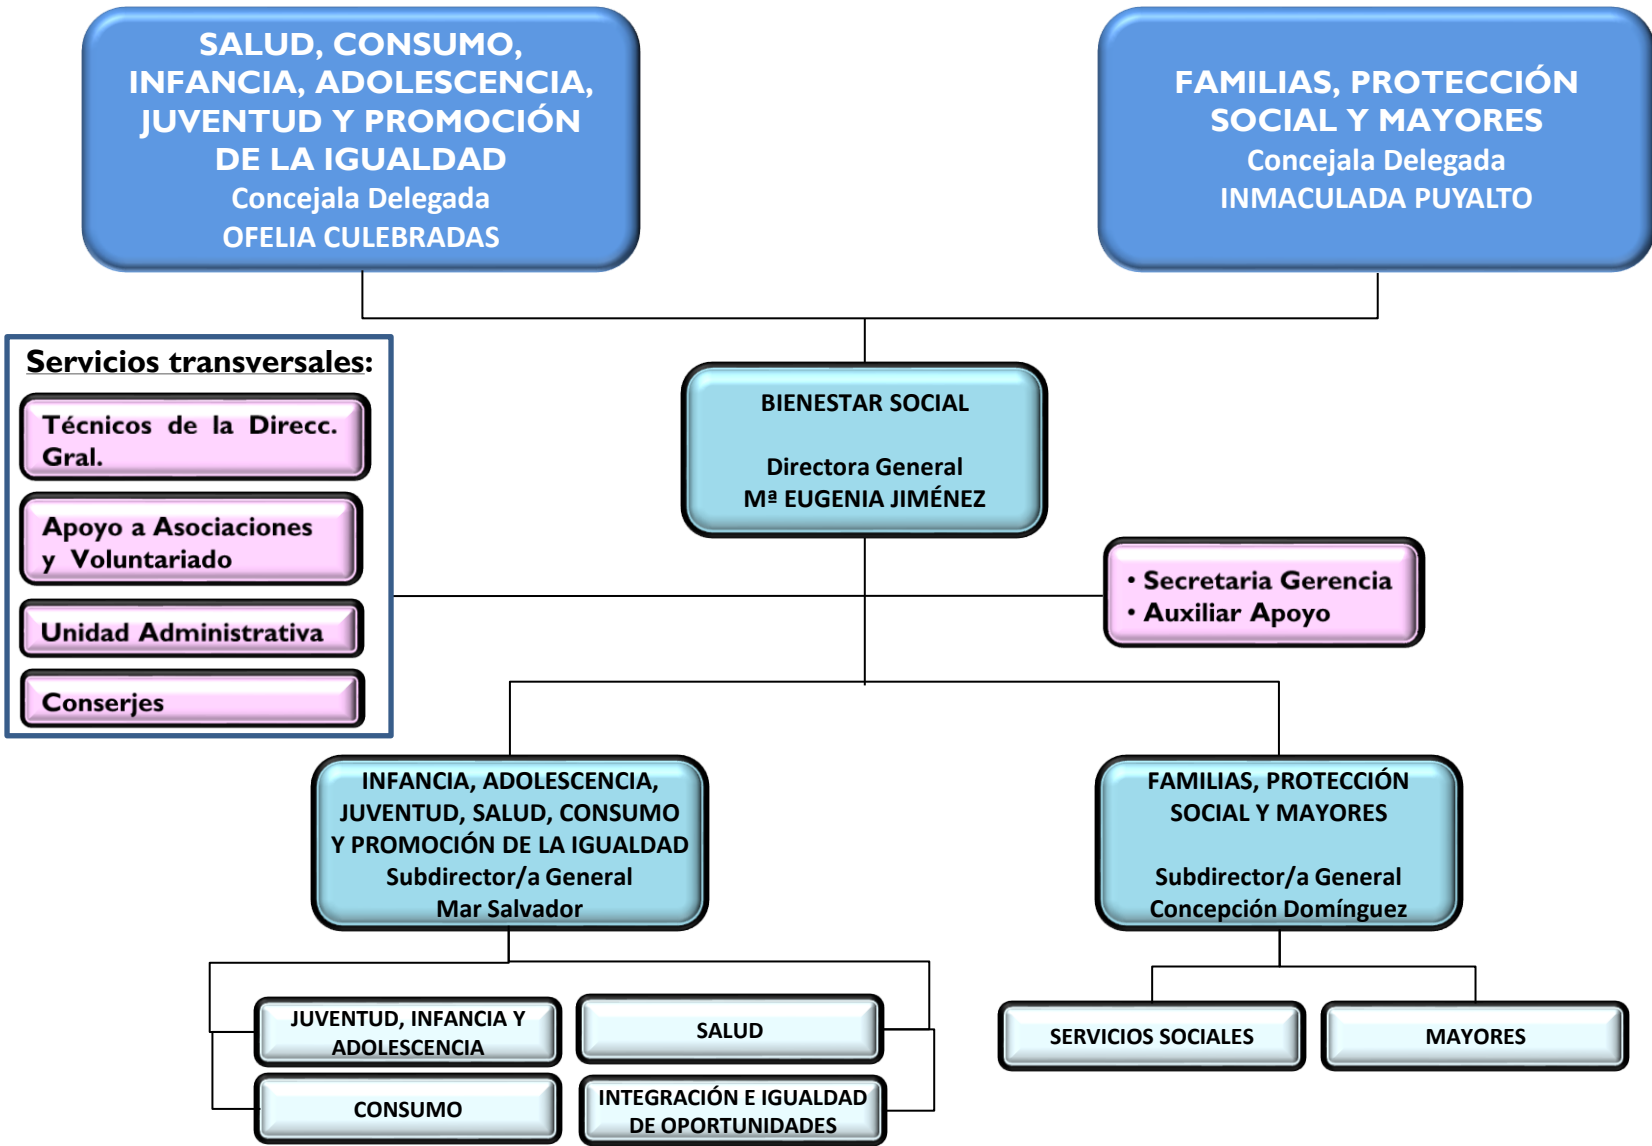 SALUD, CONSUMO,
INFANCIA, ADOLESCENCIA,
JUVENTUD Y PROMOCIÓN
DE LA IGUALDAD
Concejala Delegada
OFELIA CULEBRADAS
FAMILIAS, PROTECCIÓN
SOCIAL Y MAYORES
Concejala Delegada
INMACULADA PUYALTO
Servicios transversales:
Técnicos de la Direcc.
Gral.
Apoyo a Asociaciones
y Voluntariado
Unidad Administrativa
Conserjes
BIENESTAR SOCIAL
Directora General
Mª EUGENIA JIMÉNEZ
• Secretaria Gerencia
• Auxiliar Apoyo
INFANCIA, ADOLESCENCIA,
JUVENTUD, SALUD, CONSUMO
Y PROMOCIÓN DE LA IGUALDAD
Subdirector/a General
Mar Salvador
FAMILIAS, PROTECCIÓN
SOCIAL Y MAYORES
Subdirector/a General
Concepción Domínguez
JUVENTUD, INFANCIA Y
ADOLESCENCIA
SALUD
CONSUMO
INTEGRACIÓN E IGUALDAD
DE OPORTUNIDADES
SERVICIOS SOCIALES
MAYORES